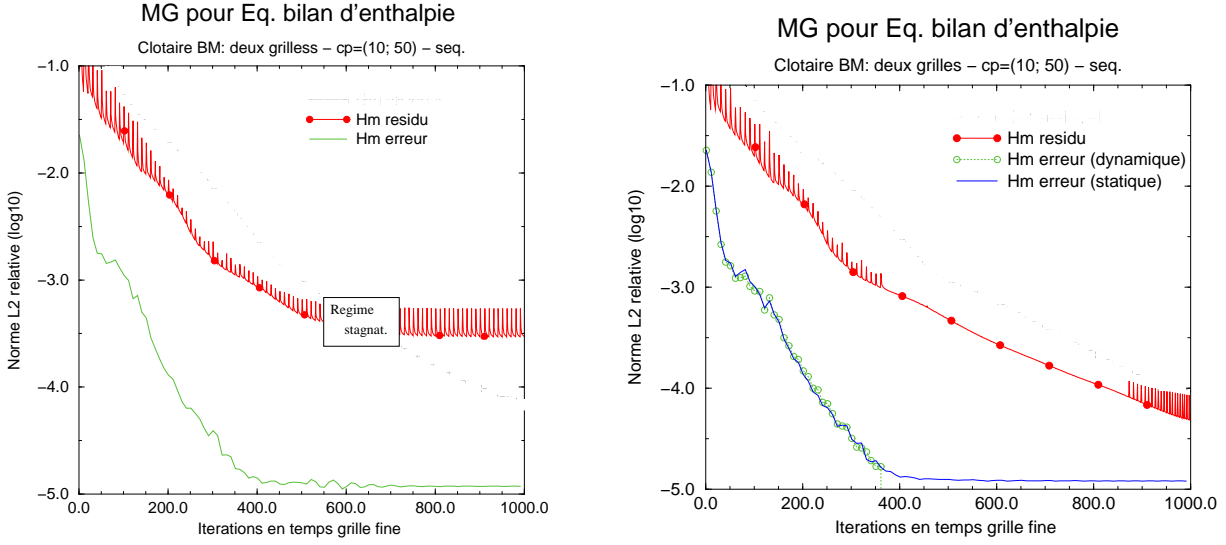 MG pour Eq. bilan d'enthalpie
Clotaire BM: deux grilless – cp=(10; 50) – seq.
Norme L2 relative (log10)
−1.0
−2.0
−3.0
−4.0
−5.0
Hm residu
Hm erreur
Regime
stagnat.
0.0
200.0
400.0
600.0
800.0
1000.0
Iterations en temps grille fine
MG pour Eq. bilan d'enthalpie
Clotaire BM: deux grilles – cp=(10; 50) – seq.
Norme L2 relative (log10)
−1.0
−2.0
−3.0
−4.0
−5.0
Hm residu
Hm erreur (dynamique)
Hm erreur (statique)
0.0
200.0
400.0
600.0
800.0
1000.0
Iterations en temps grille fine